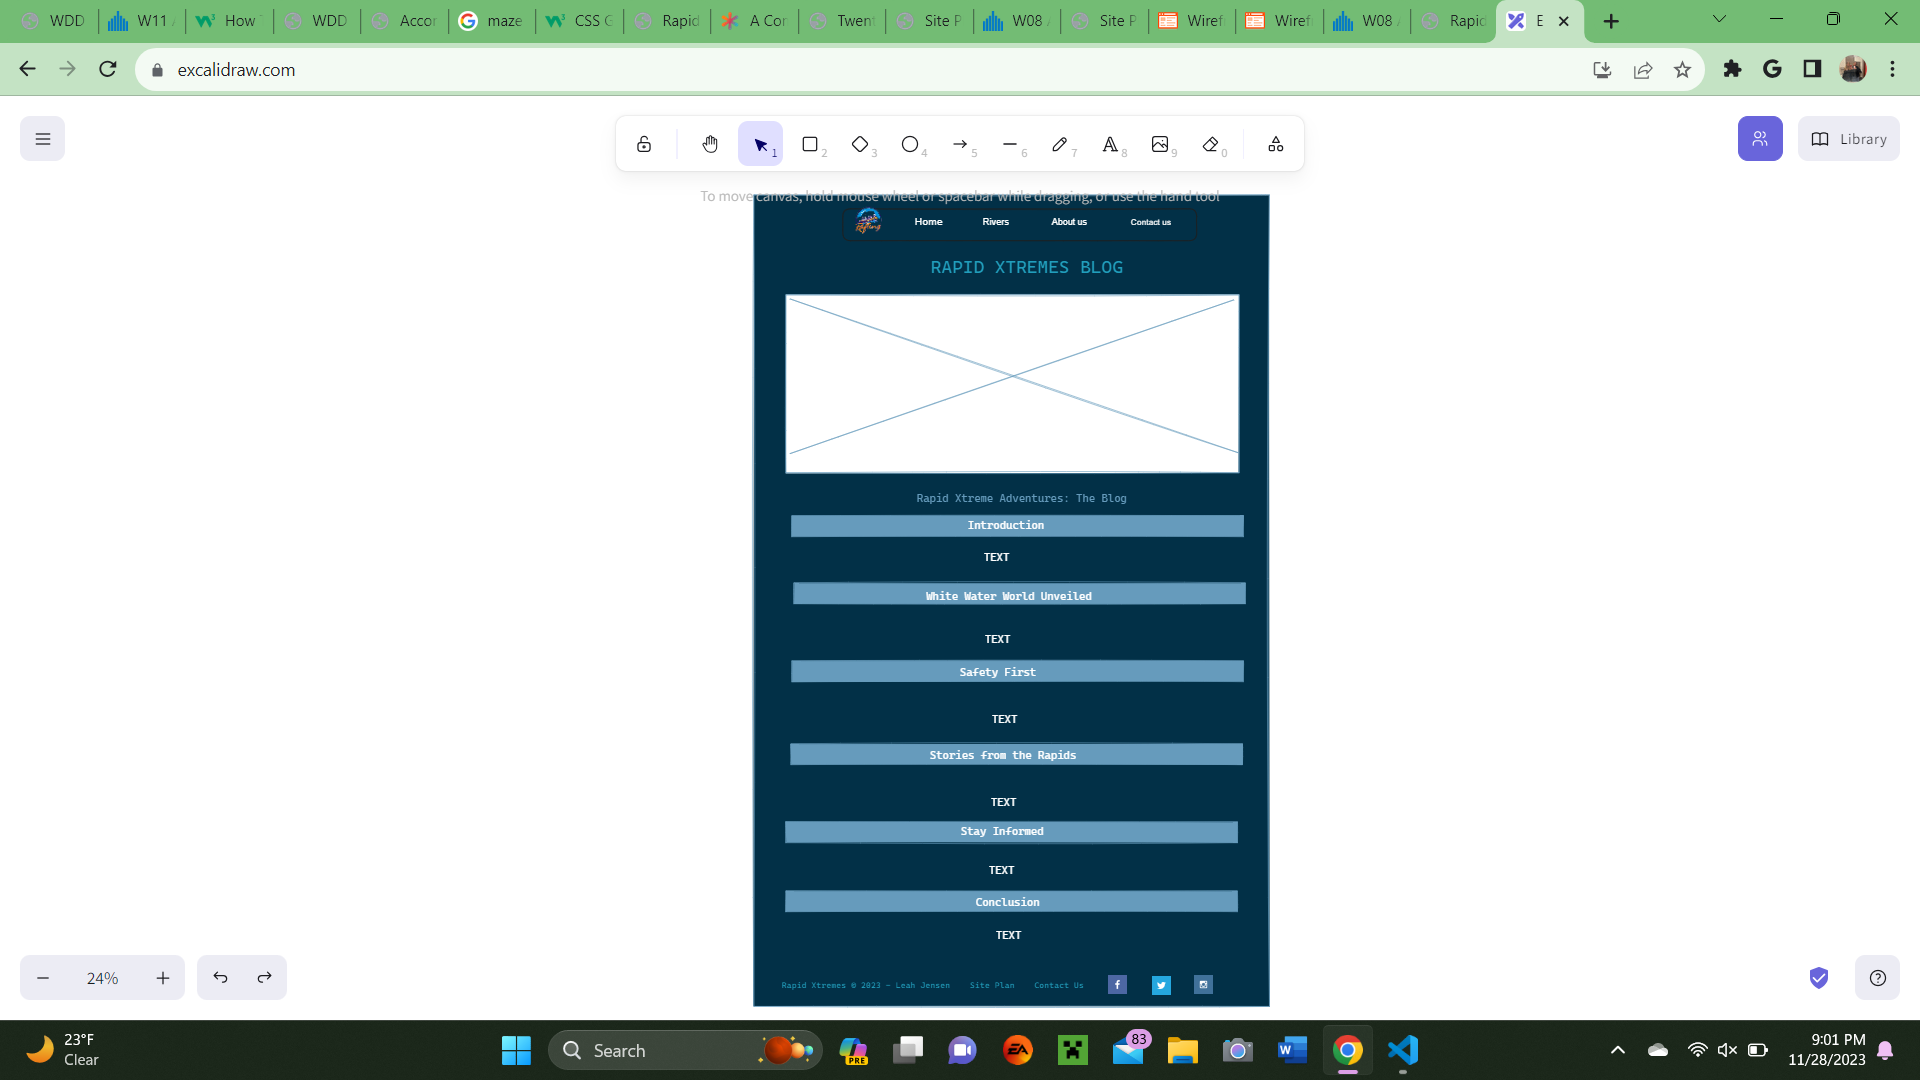 WDD
W11
How
WDD
Accor
maze
CSS G
Rapid
A Cor
Twent
Site P
W08
Site P
Wiref
Wiref
W08
Rapid
E
excalidraw.com
1
2
3
4
5
6
7
8
9
0
Library
To move canvas, hold mouse wheel or spacebar while dragging, or use the hand tool
Rafting
Home Rivers About us Contact us
RAPID XTREMES BLOG
Rapid Xtreme Adventures: The Blog
Introduction
TEXT
White Water World Unveiled
TEXT
Safety First
TEXT
Stories from the Rapids
TEXT
Stay Informed
TEXT
Conclusion
TEXT
Rapid Xtremes © 2023 - Leah Jensen Site Plan Contact Us
24%
23°F
Clear
Search
PRE
EA
83
W
9:01 PM
11/28/2023